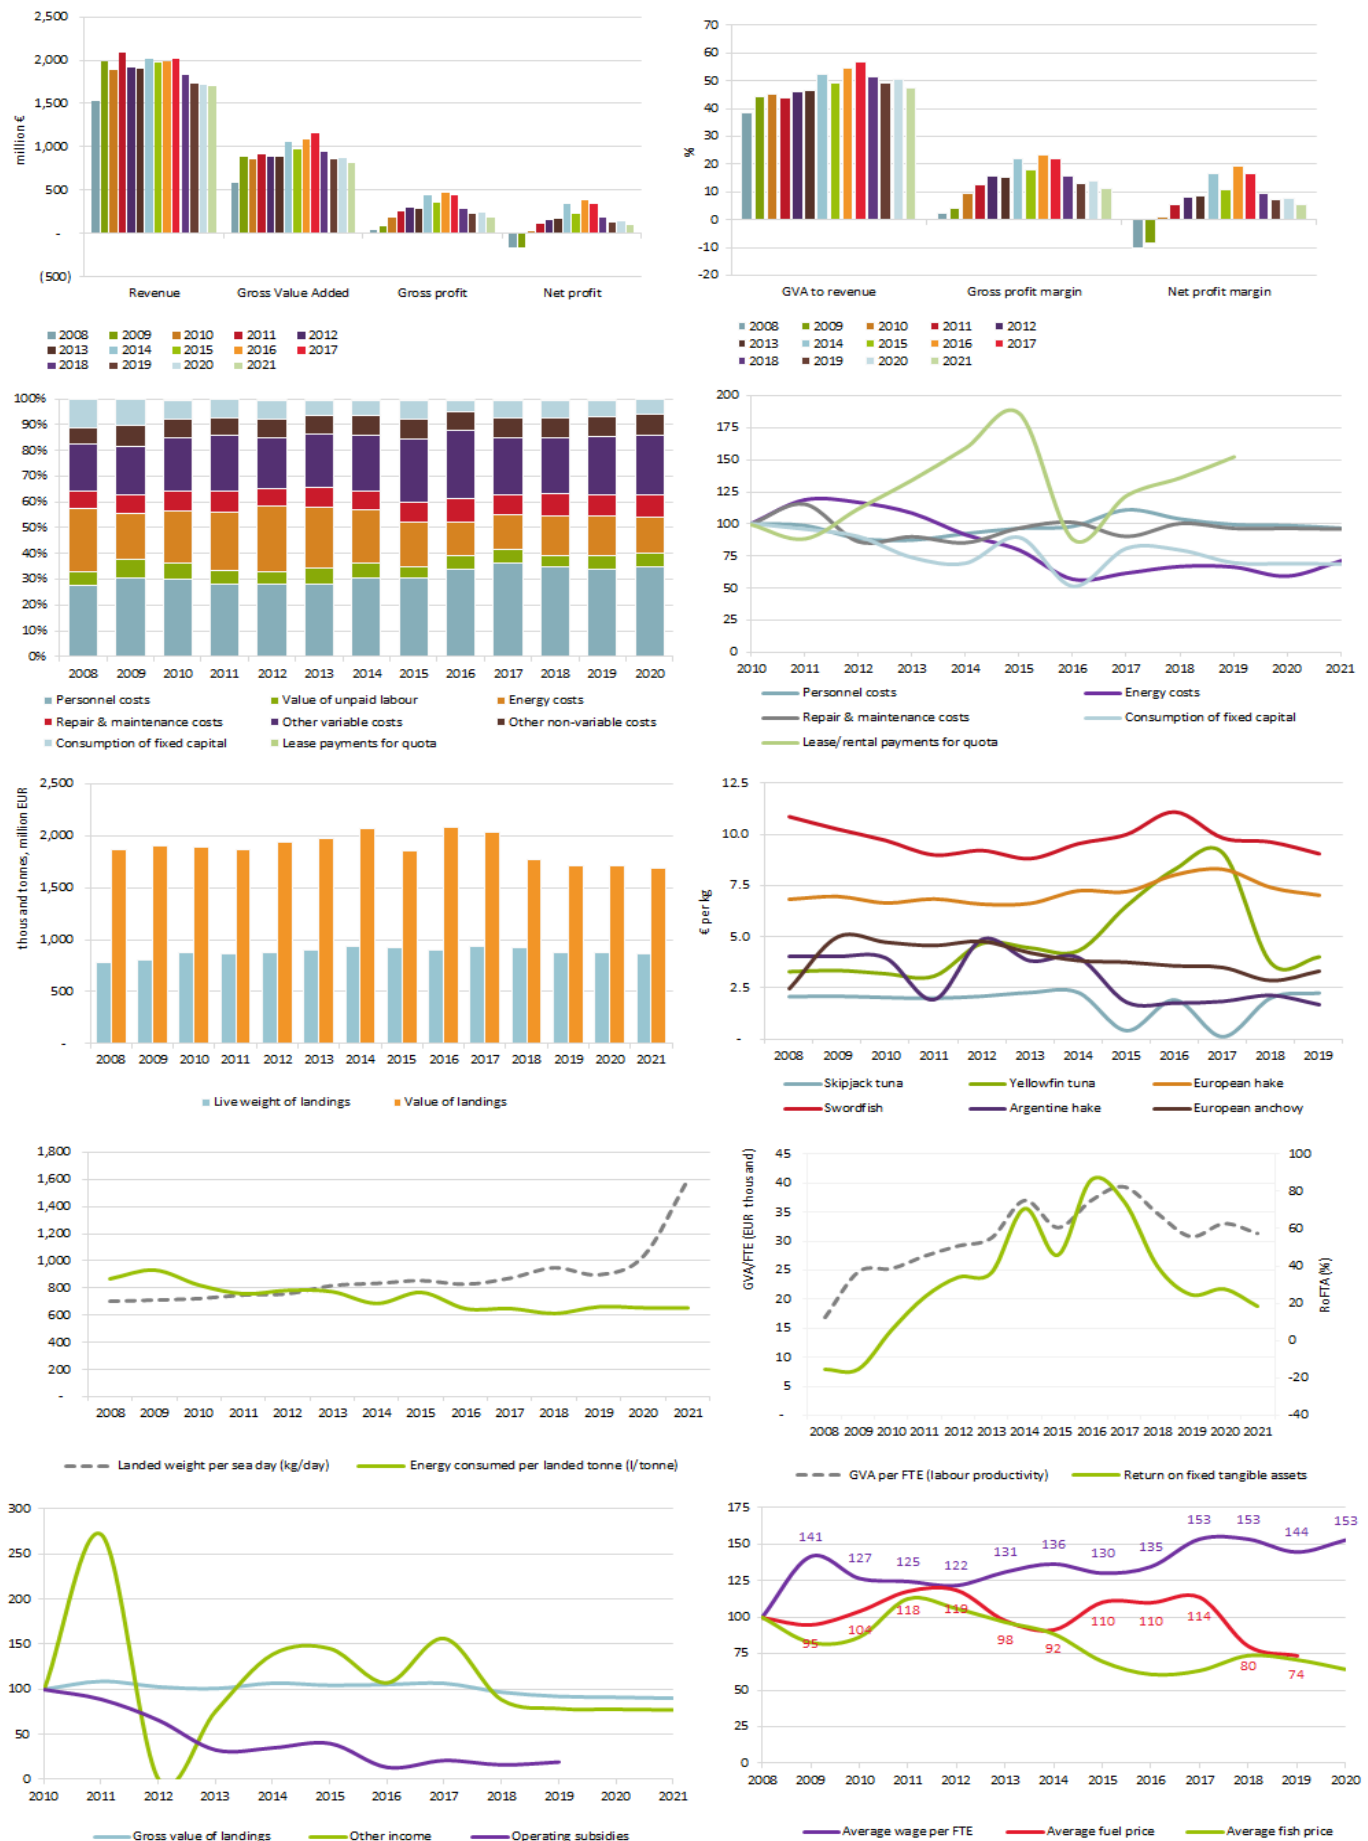 2,500
2,000
1,500
1,000
500
-
(500)
million €
Revenue Gross Value Added Gross profit Net profit
2008 2009 2010 2011 2012
2013 2014 2015 2016 2017
2018 2019 2020 2021
70
60
50
40
30
20
10
0
-10
-20
%
GVA to revenue Gross profit margin Net profit margin
2008 2009 2010 2011 2012
2013 2014 2015 2016 2017
2018 2019 2020 2021
100%
90%
80%
70%
60%
50%
40%
30%
20%
10%
0%
2008 2009 2010 2011 2012 2013 2014 2015 2016 2017 2018 2019 2020
Personnel costs Value of unpaid labour Energy costs
Repair & maintenance costs Other variable costs Other non-variable costs
Consumption of fixed capital Lease payments for quota
200
175
150
125
100
75
50
25
0
2010 2011 2012 2013 2014 2015 2016 2017 2018 2019 2020 2021
Personnel costs Energy costs
Repair & maintenance costs Consumption of fixed capital
Lease/rental payments for quota
2,500
2,000
1,500
1,000
500
-
thousand tonnes, million EUR
2008 2009 2010 2011 2012 2013 2014 2015 2016 2017 2018 2019 2020 2021
Live weight of landings Value of landings
12.5
10.0
7.5
5.0
2.5
-
€ per kg
2008 2009 2010 2011 2012 2013 2014 2015 2016 2017 2018 2019
Skipjack tuna Yellowfin tuna European hake
Swordfish Argentine hake European anchovy
1,800
1,600
1,400
1,200
1,000
800
600
400
200
-
2008 2009 2010 2011 2012 2013 2014 2015 2016 2017 2018 2019 2020 2021
Landed weight per sea day (kg/day) Energy consumed per landed tonne (l/tonne)
45
40
35
30
25
20
15
10
5
-
GVA/FTE (EUR thousand)
100
80
60
40
20
0
-20
-40
RoFTA (%)
2008 2009 2010 2011 2012 2013 2014 2015 2016 2017 2018 2019 2020 2021
GVA per FTE (labour productivity) Return on fixed tangible assets
300
250
200
150
100
50
0
2010 2011 2012 2013 2014 2015 2016 2017 2018 2019 2020 2021
Gross value of landings Other income Operating subsidies
175
150
125
100
75
50
25
0
141 127 125 122 131 136 130 135 153 153 144 153
95 104 118 119 98 92 110 110 114 80 74
2008 2009 2010 2011 2012 2013 2014 2015 2016 2017 2018 2019 2020
Average wage per FTE Average fuel price Average fish price